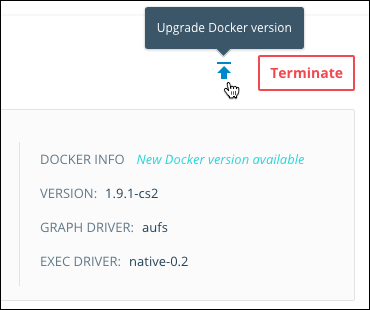 Upgrade Docker version
Terminate
DOCKER INFO New Docker version available
VERSION: 1.9.1-cs2
GRAPH DRIVER: aufs
EXEC DRIVER: native-0.2